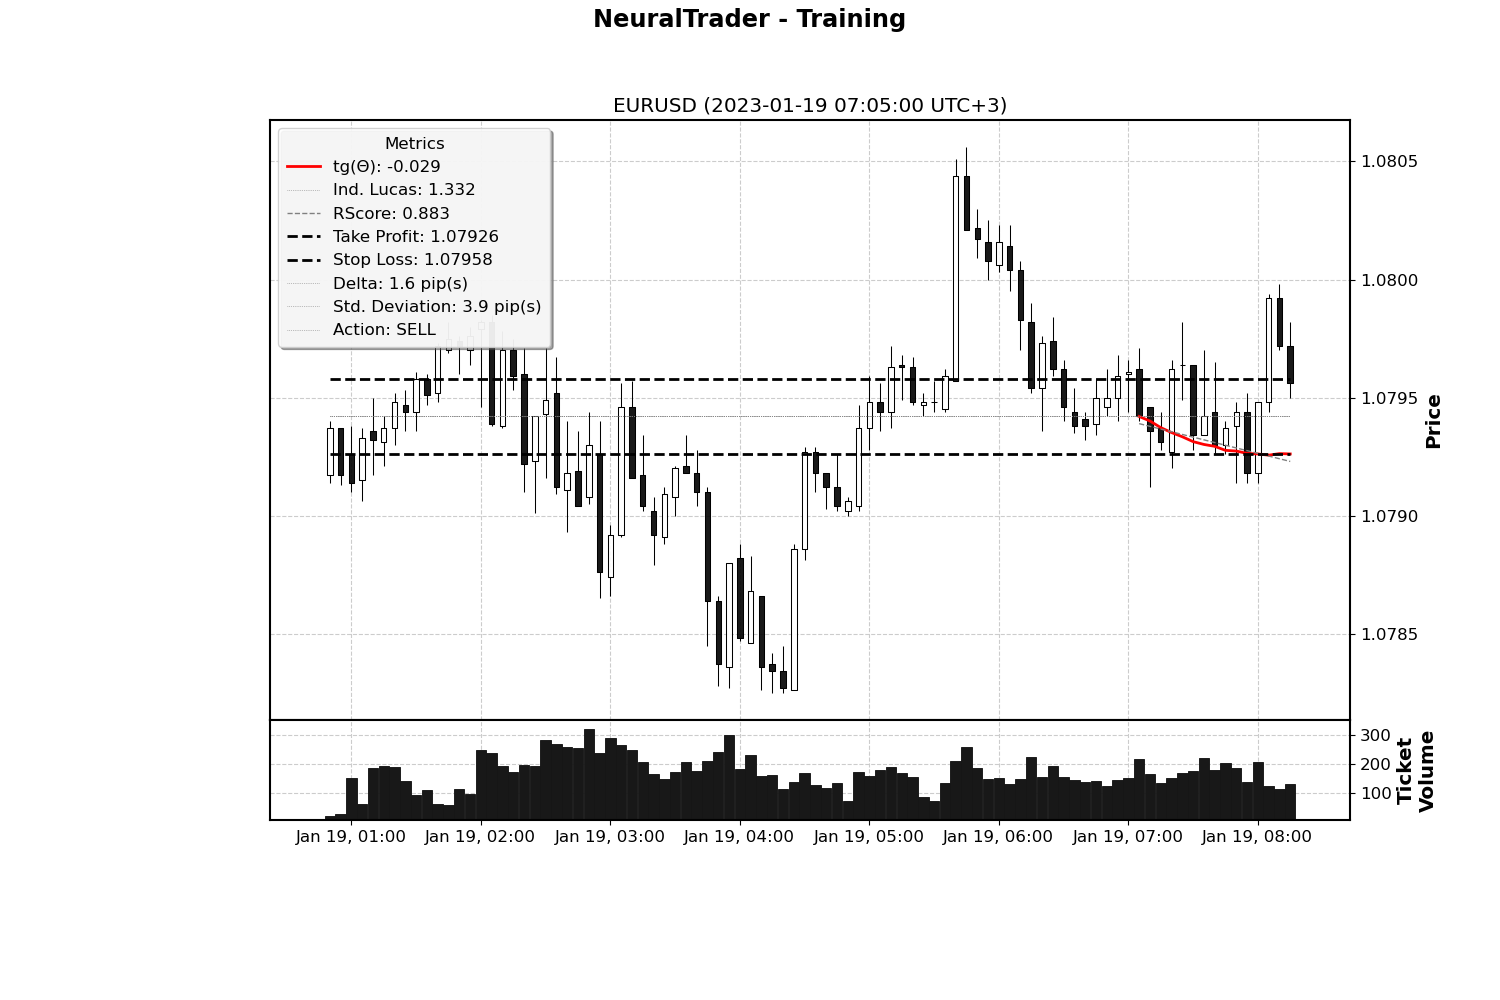 NeuralTrader - Training
EURUSD (2023-01-19 07:05:00 UTC+3)
Metrics
tg(Θ): -0.029
Ind. Lucas: 1.332
RScore: 0.883
Take Profit: 1.07926
Stop Loss: 1.07958
Delta: 1.6 pip(s)
Std. Deviation: 3.9 pip(s)
Action: SELL
1.0805
1.0800
1.0795
1.0790
1.0785
Price
300
200
100
Ticket
Volume
Jan 19, 01:00
Jan 19, 02:00
Jan 19, 03:00
Jan 19, 04:00
Jan 19, 05:00
Jan 19, 06:00
Jan 19, 07:00
Jan 19, 08:00